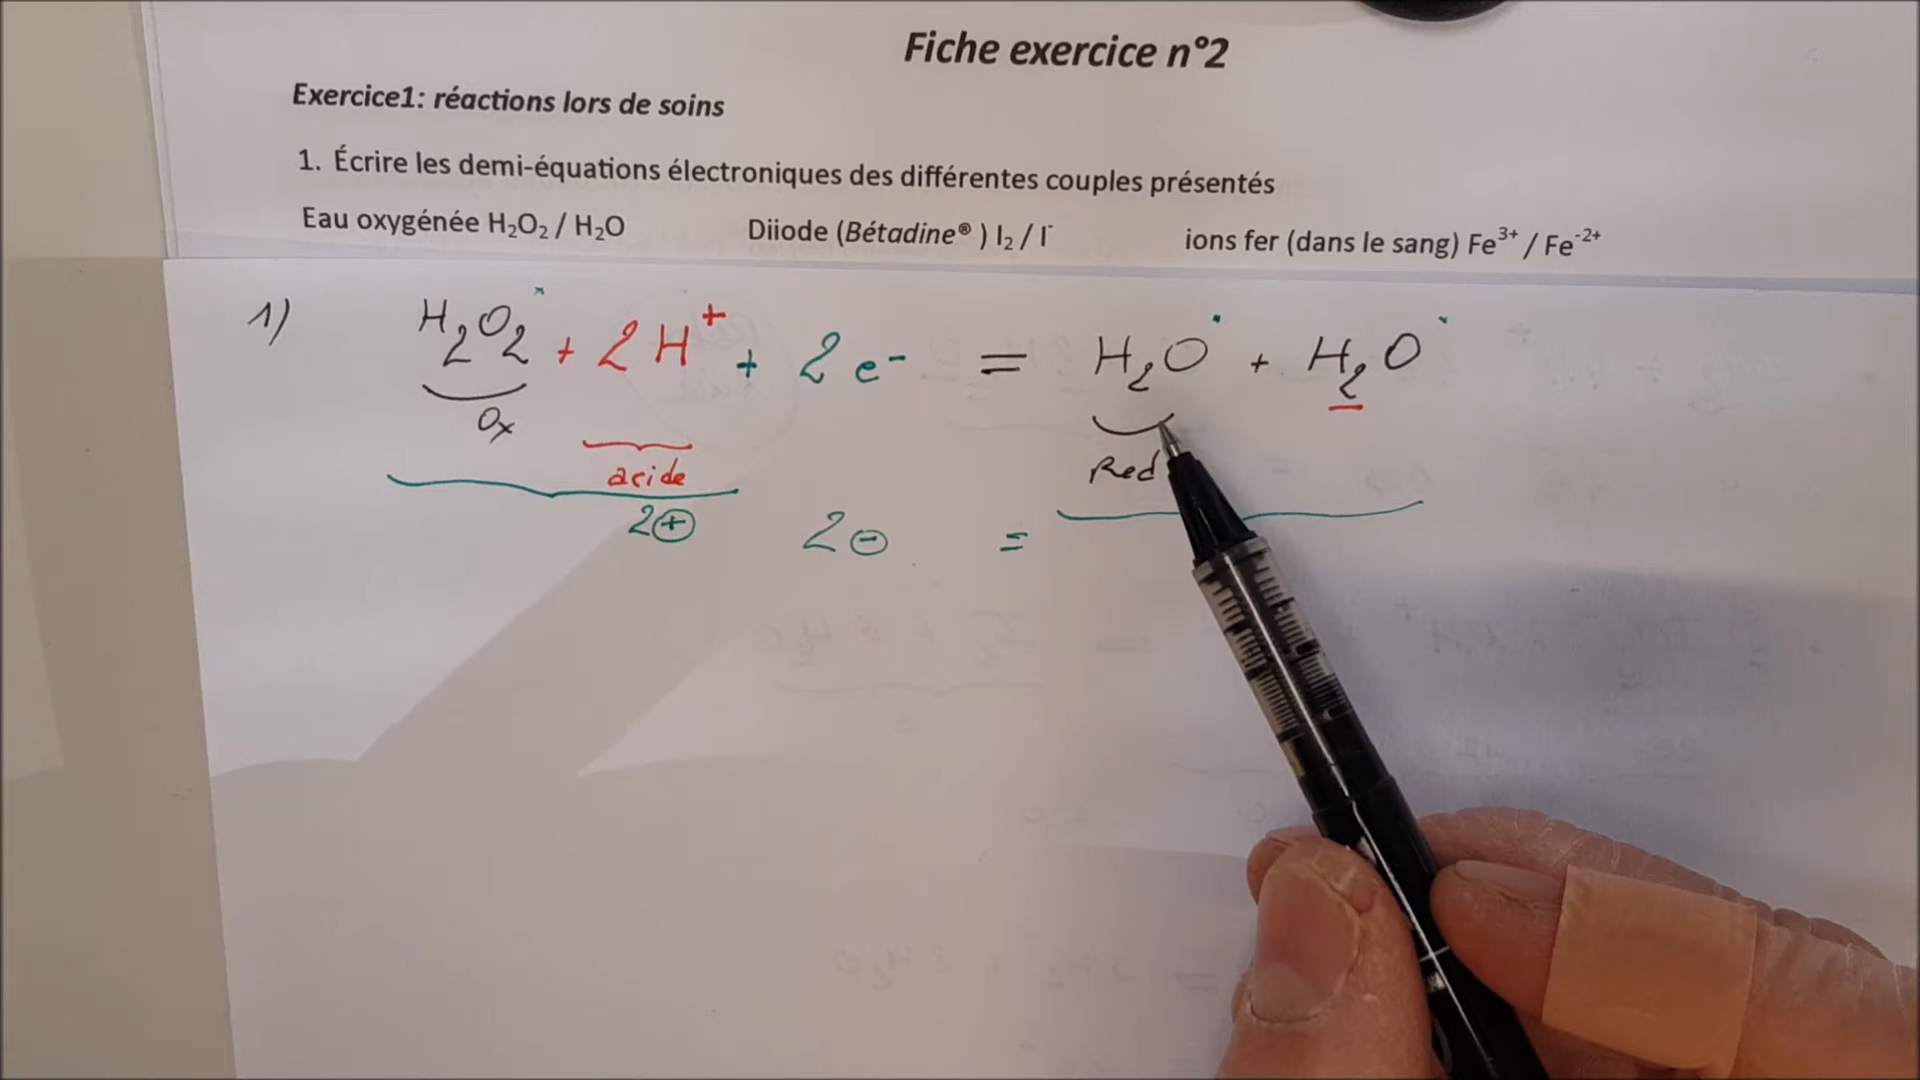 Fiche exercice n°2
Exercice1: réactions lors de soins
1. Écrire les demi-équations électroniques des différentes couples présentés
Eau oxygénée H₂O₂ / H₂O Diiode (Bétadine® ) I₂ / I⁻ ions fer (dans le sang) Fe³⁺ / Fe⁻²⁺
1) H₂O₂ + 2H⁺ + 2e⁻ = H₂O + H₂O
Ox acide Red
2⊕ 2⊖ =